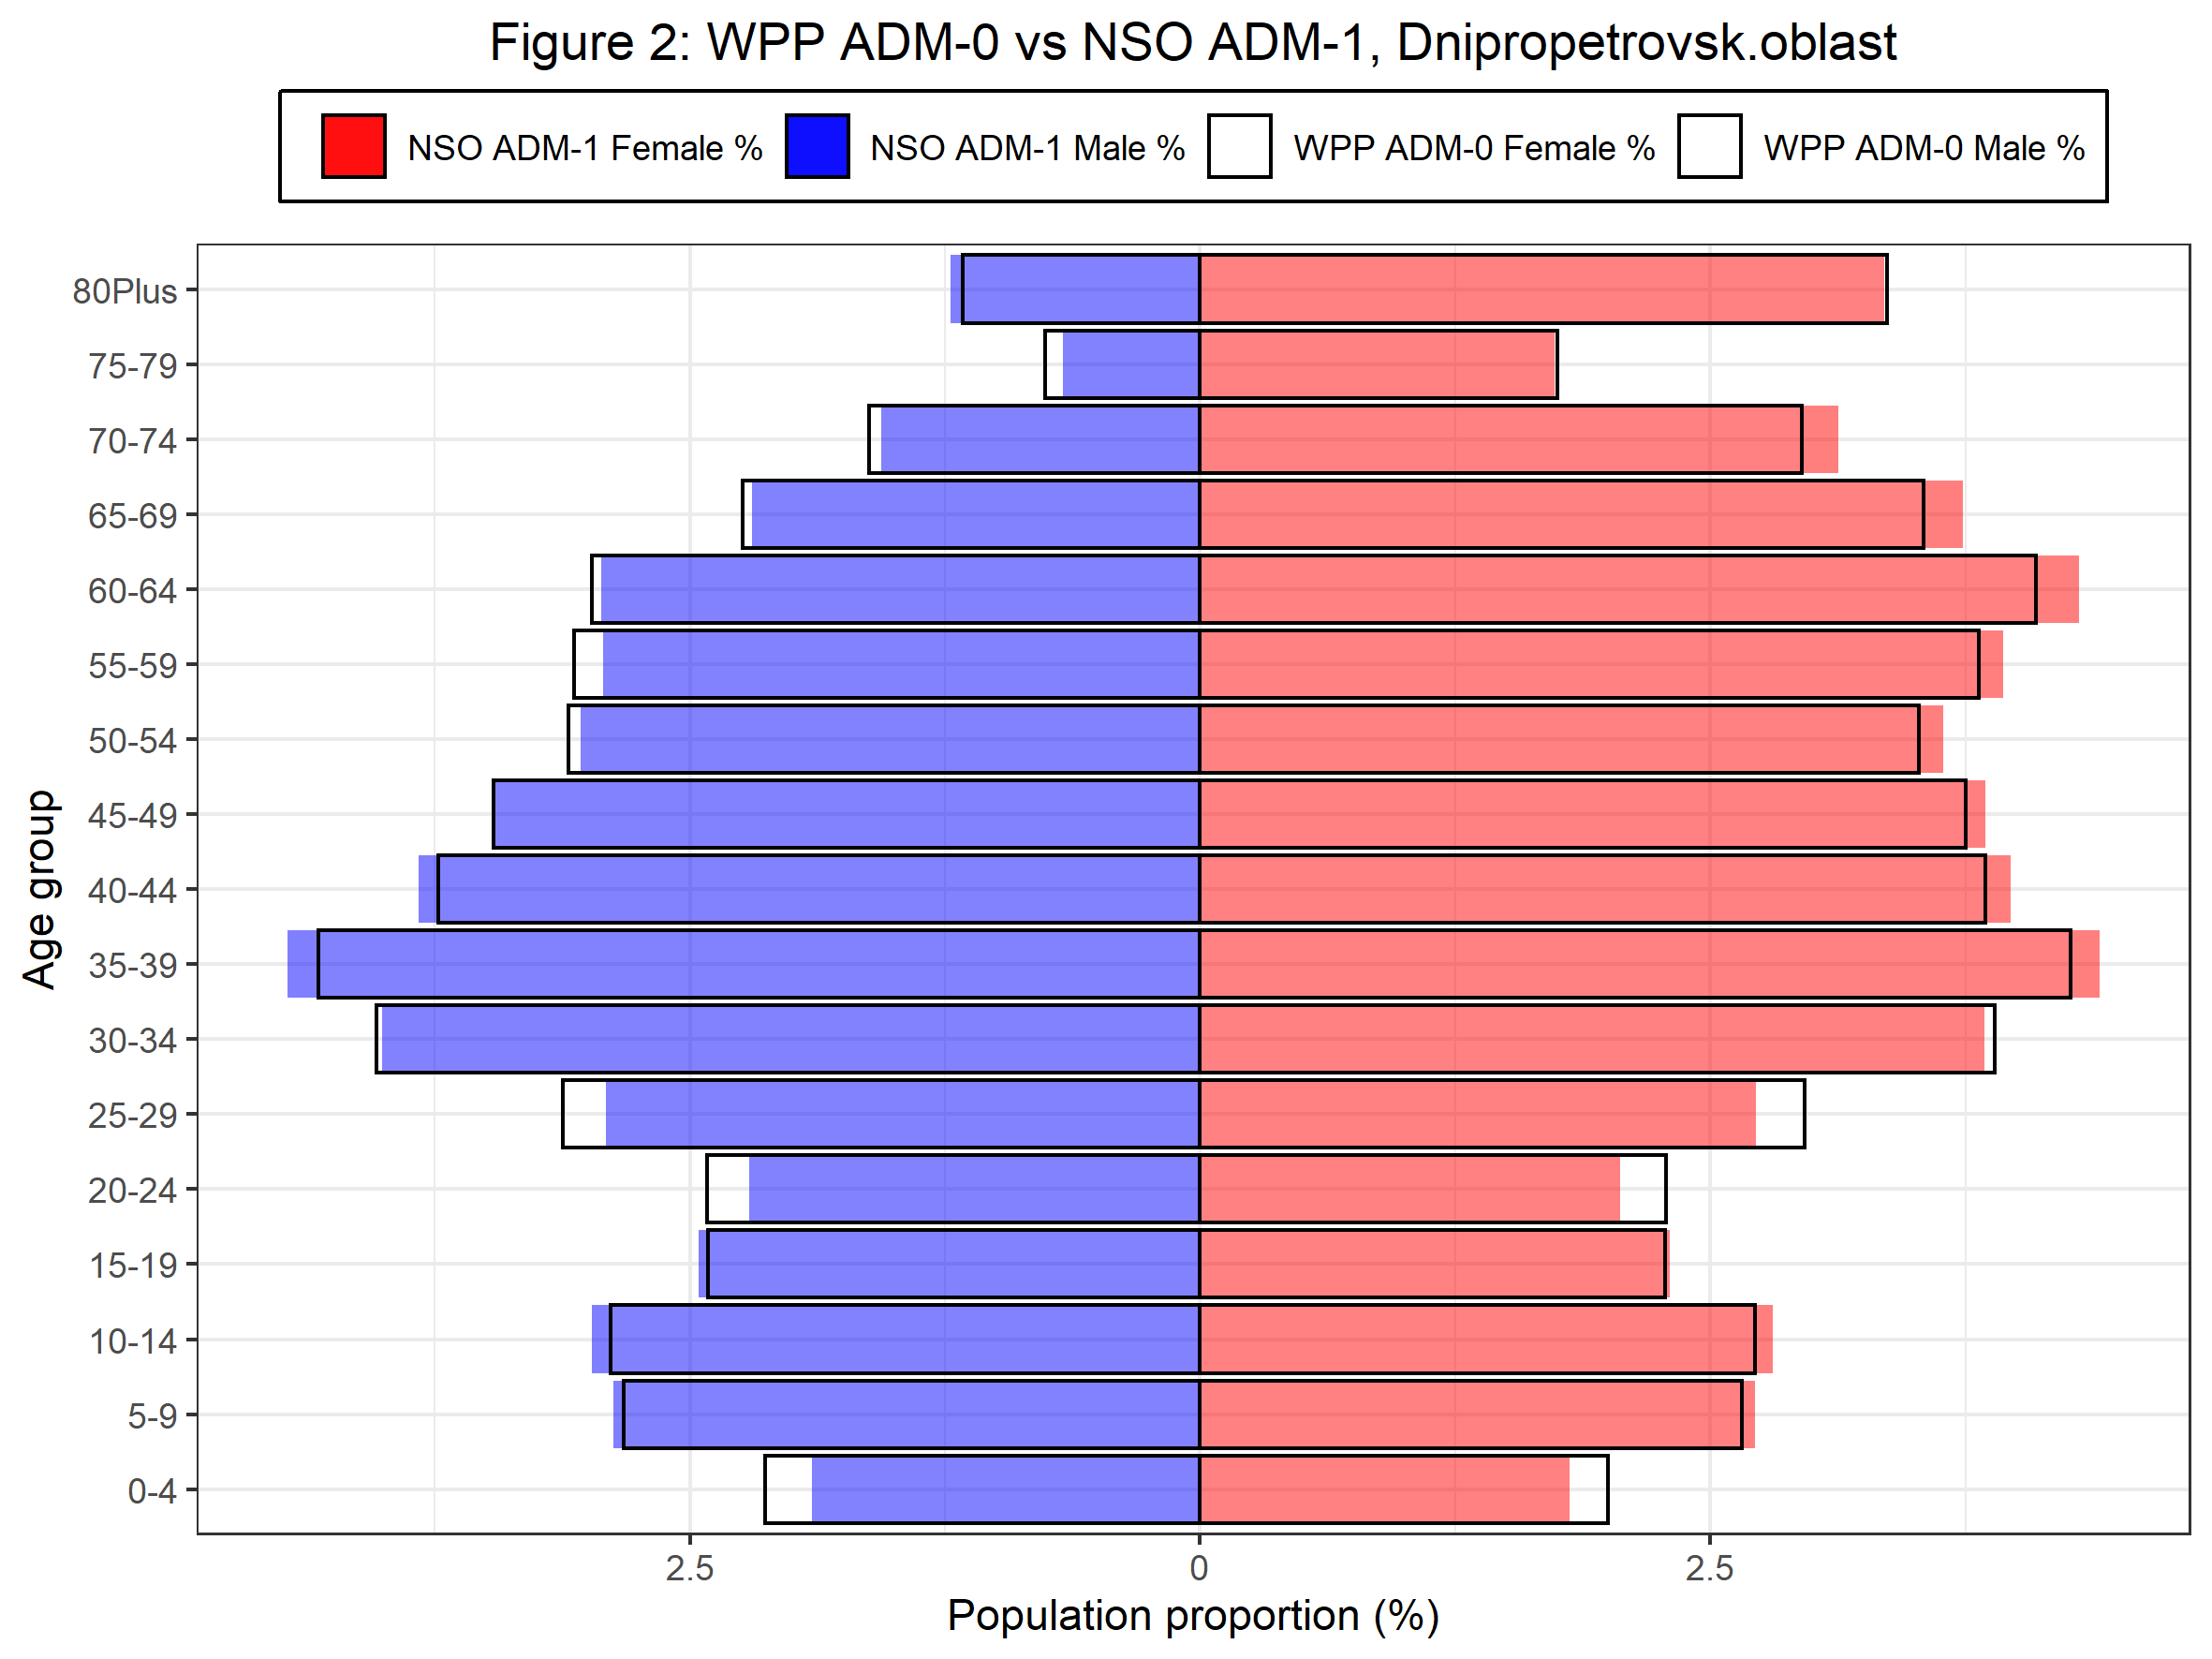 Figure 2: WPP ADM-0 vs NSO ADM-1, Dnipropetrovsk.oblast
NSO ADM-1 Female % NSO ADM-1 Male % WPP ADM-0 Female % WPP ADM-0 Male %
80Plus
75-79
70-74
65-69
60-64
55-59
50-54
45-49
40-44
35-39
30-34
25-29
20-24
15-19
10-14
5-9
0-4
Age group
2.5 0 2.5
Population proportion (%)